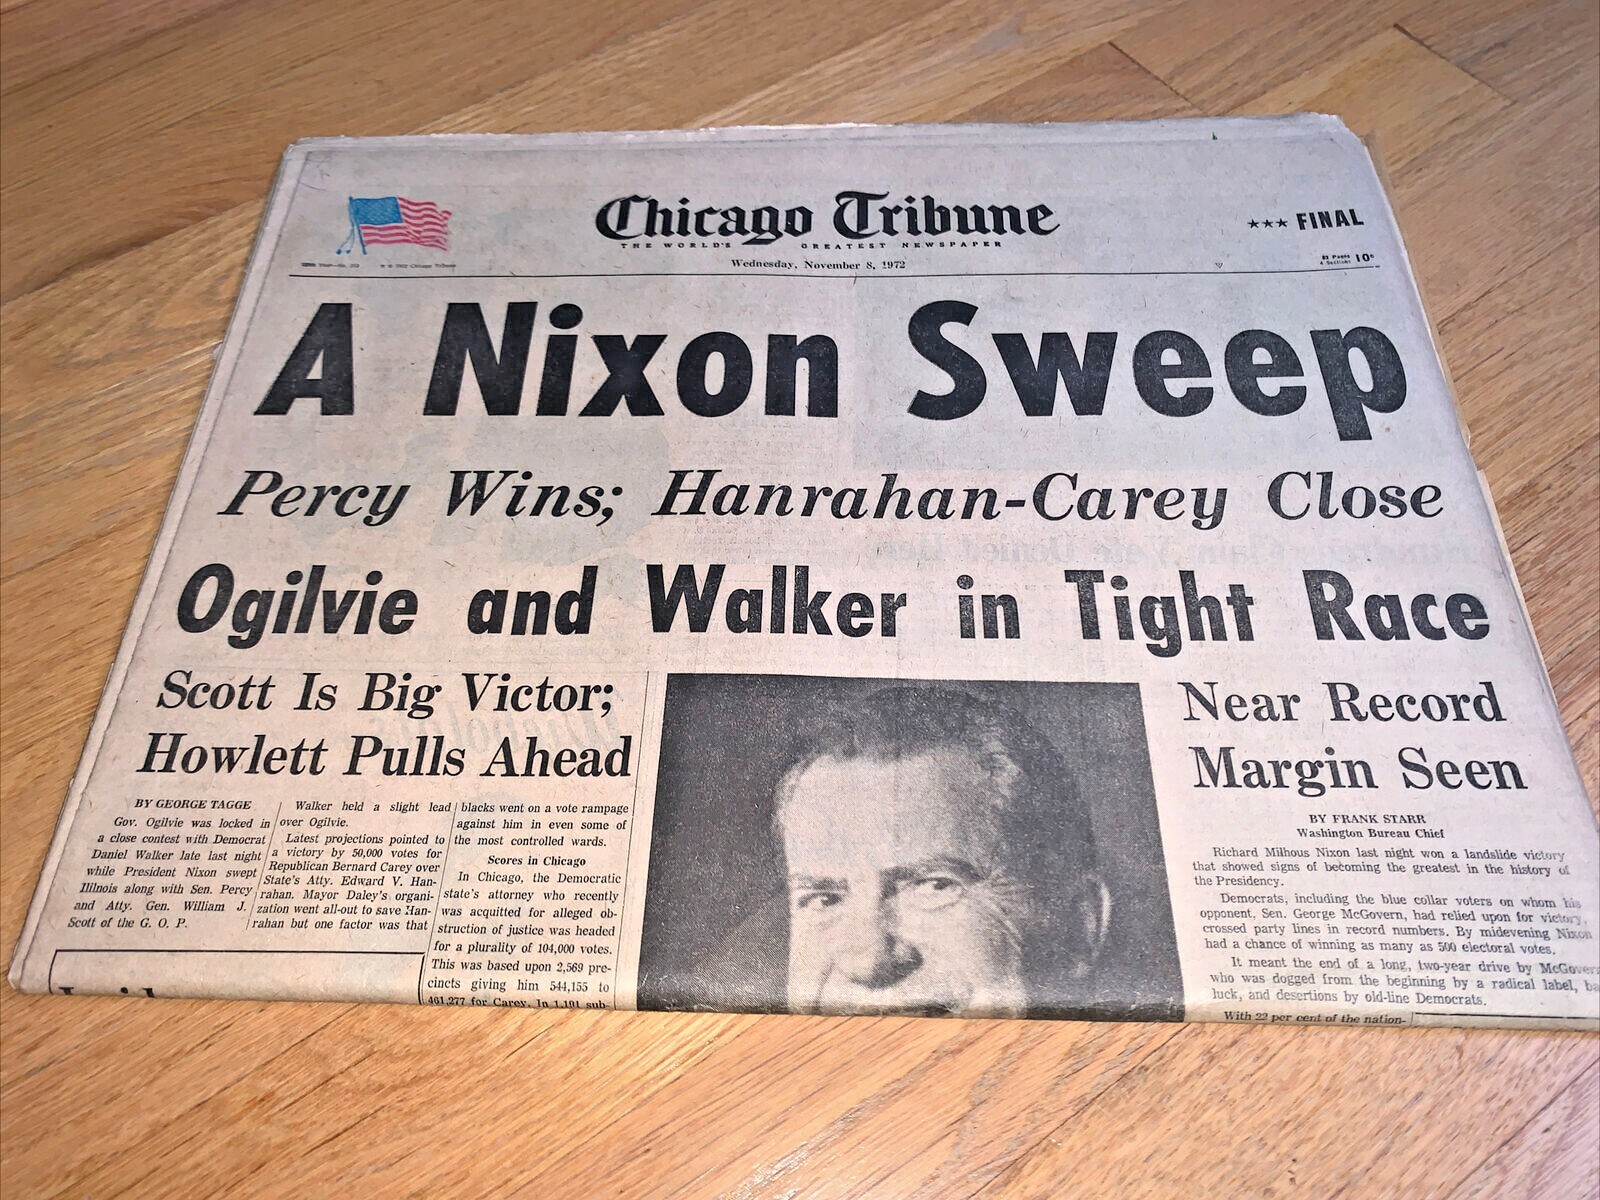 Chicago Tribune
THE WORLD'S GREATEST NEWSPAPER
★★★ FINAL
Wednesday, November 8, 1972
10¢
A Nixon Sweep
Percy Wins; Hanrahan-Carey Close
Ogilvie and Walker in Tight Race
Scott Is Big Victor;
Howlett Pulls Ahead
BY GEORGE TAGGE
Gov. Ogilvie was locked in
a close contest with Democrat
Daniel Walker late last night
while President Nixon swept
Illinois along with Sen. Percy
and Atty. Gen. William J.
Scott of the G. O. P.
Walker held a slight lead
over Ogilvie.
Latest projections pointed to
a victory by 50,000 votes for
Republican Bernard Carey over
State's Atty. Edward V. Han-
rahan. Mayor Daley's organi-
zation went all-out to save Han-
rahan but one factor was that
blacks went on a vote rampage
against him in even some of
the most controlled wards.
Scores in Chicago
In Chicago, the Democratic
state's attorney who recently
was acquitted for alleged ob-
struction of justice was headed
for a plurality of 104,000 votes.
This was based upon 2,569 pre-
cincts giving him 544,155 to
461,277 for Carey. In 1,101 sub-
Near Record
Margin Seen
BY FRANK STARR
Washington Bureau Chief
Richard Milhous Nixon last night won a landslide victory
that showed signs of becoming the greatest in the history of
the Presidency.
Democrats, including the blue collar voters on whom his
opponent, Sen. George McGovern, had relied upon for victory,
crossed party lines in record numbers. By midevening Nixon
had a chance of winning as many as 500 electoral votes.
It meant the end of a long, two-year drive by McGovern
who was dogged from the beginning by a radical label, ba
luck, and desertions by old-line Democrats.
With 22 per cent of the nation-